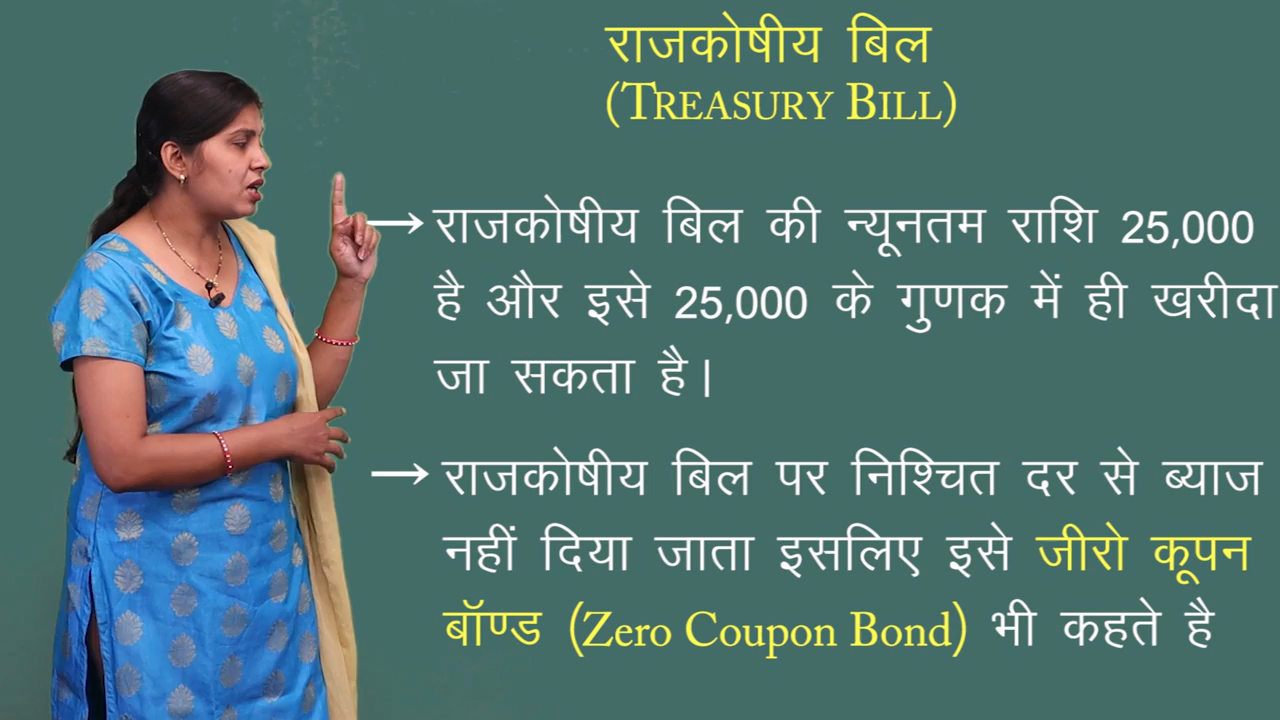 राजकोषीय बिल
(TREASURY BILL)
→ राजकोषीय बिल की न्यूनतम राशि 25,000
है और इसे 25,000 के गुणक में ही खरीदा
जा सकता है।
→ राजकोषीय बिल पर निश्चित दर से ब्याज
नहीं दिया जाता इसलिए इसे जीरो कूपन
बॉण्ड (Zero Coupon Bond) भी कहते है